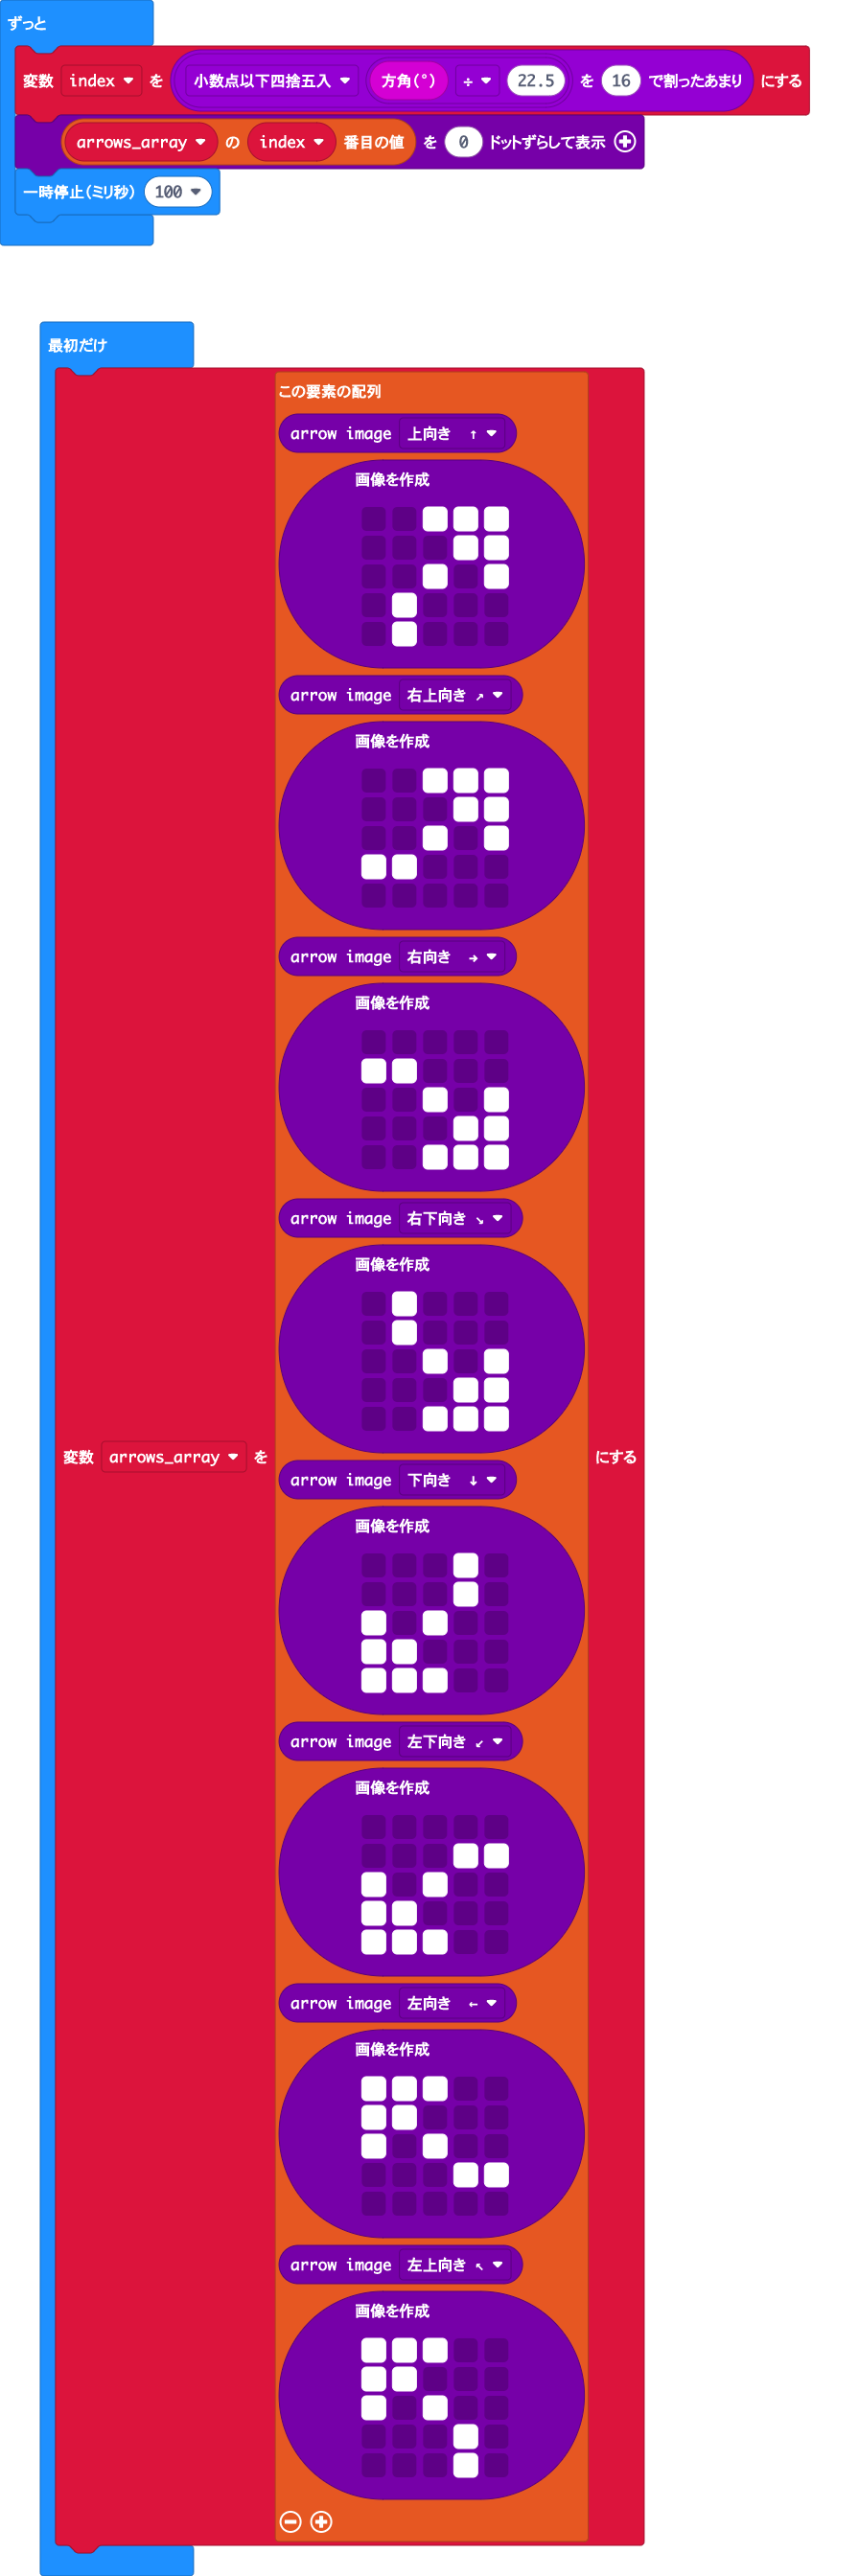 ずっと
変数 index を 小数点以下四捨五入 方角(°) ÷ 22.5 を 16 で割ったあまり にする
arrows_array の index 番目の値 を 0 ドットずらして表示
一時停止(ミリ秒) 100
最初だけ
この要素の配列
arrow image 上向き ↑
画像を作成
arrow image 右上向き ↗
画像を作成
arrow image 右向き →
画像を作成
arrow image 右下向き ↘
画像を作成
変数 arrows_array を にする
arrow image 下向き ↓
画像を作成
arrow image 左下向き ↙
画像を作成
arrow image 左向き ←
画像を作成
arrow image 左上向き ↖
画像を作成